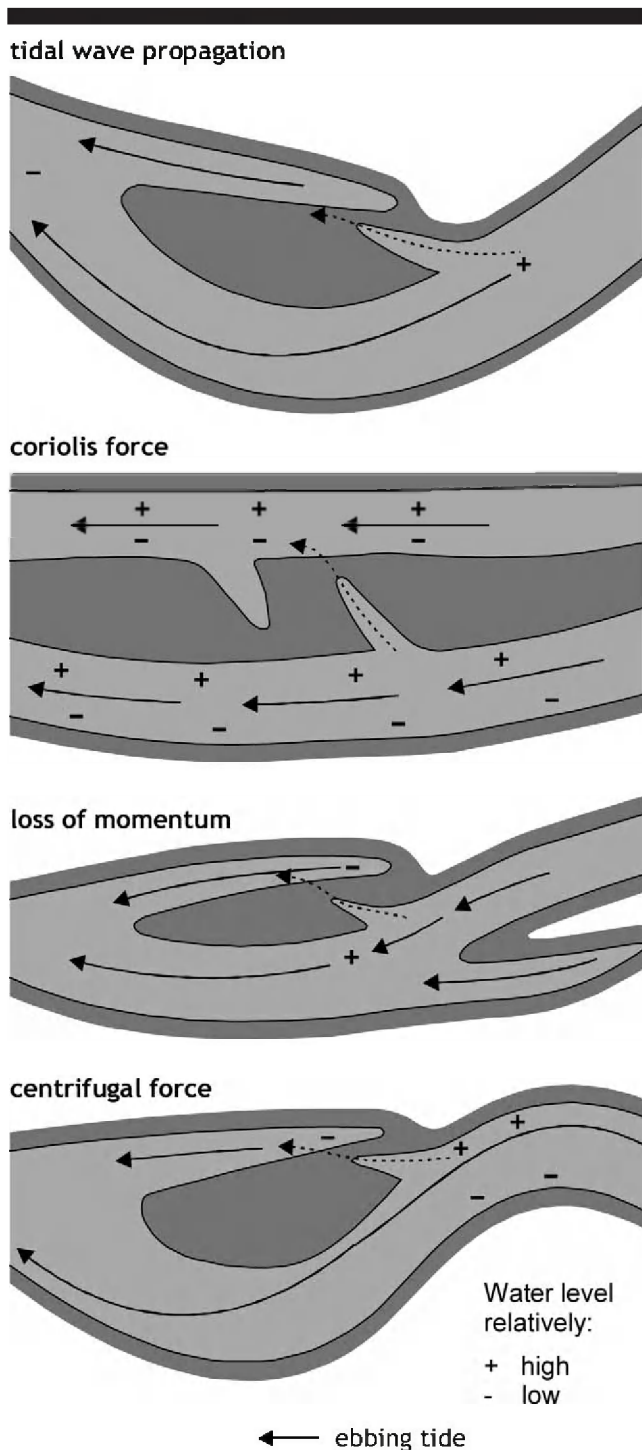 tidal wave propagation
-
+
coriolis force
+ + +
- - -
+ + + +
- - - -
loss of momentum
-
+
centrifugal force
- + +
- -
Water level
relatively:
+ high
- low
ebbing tide